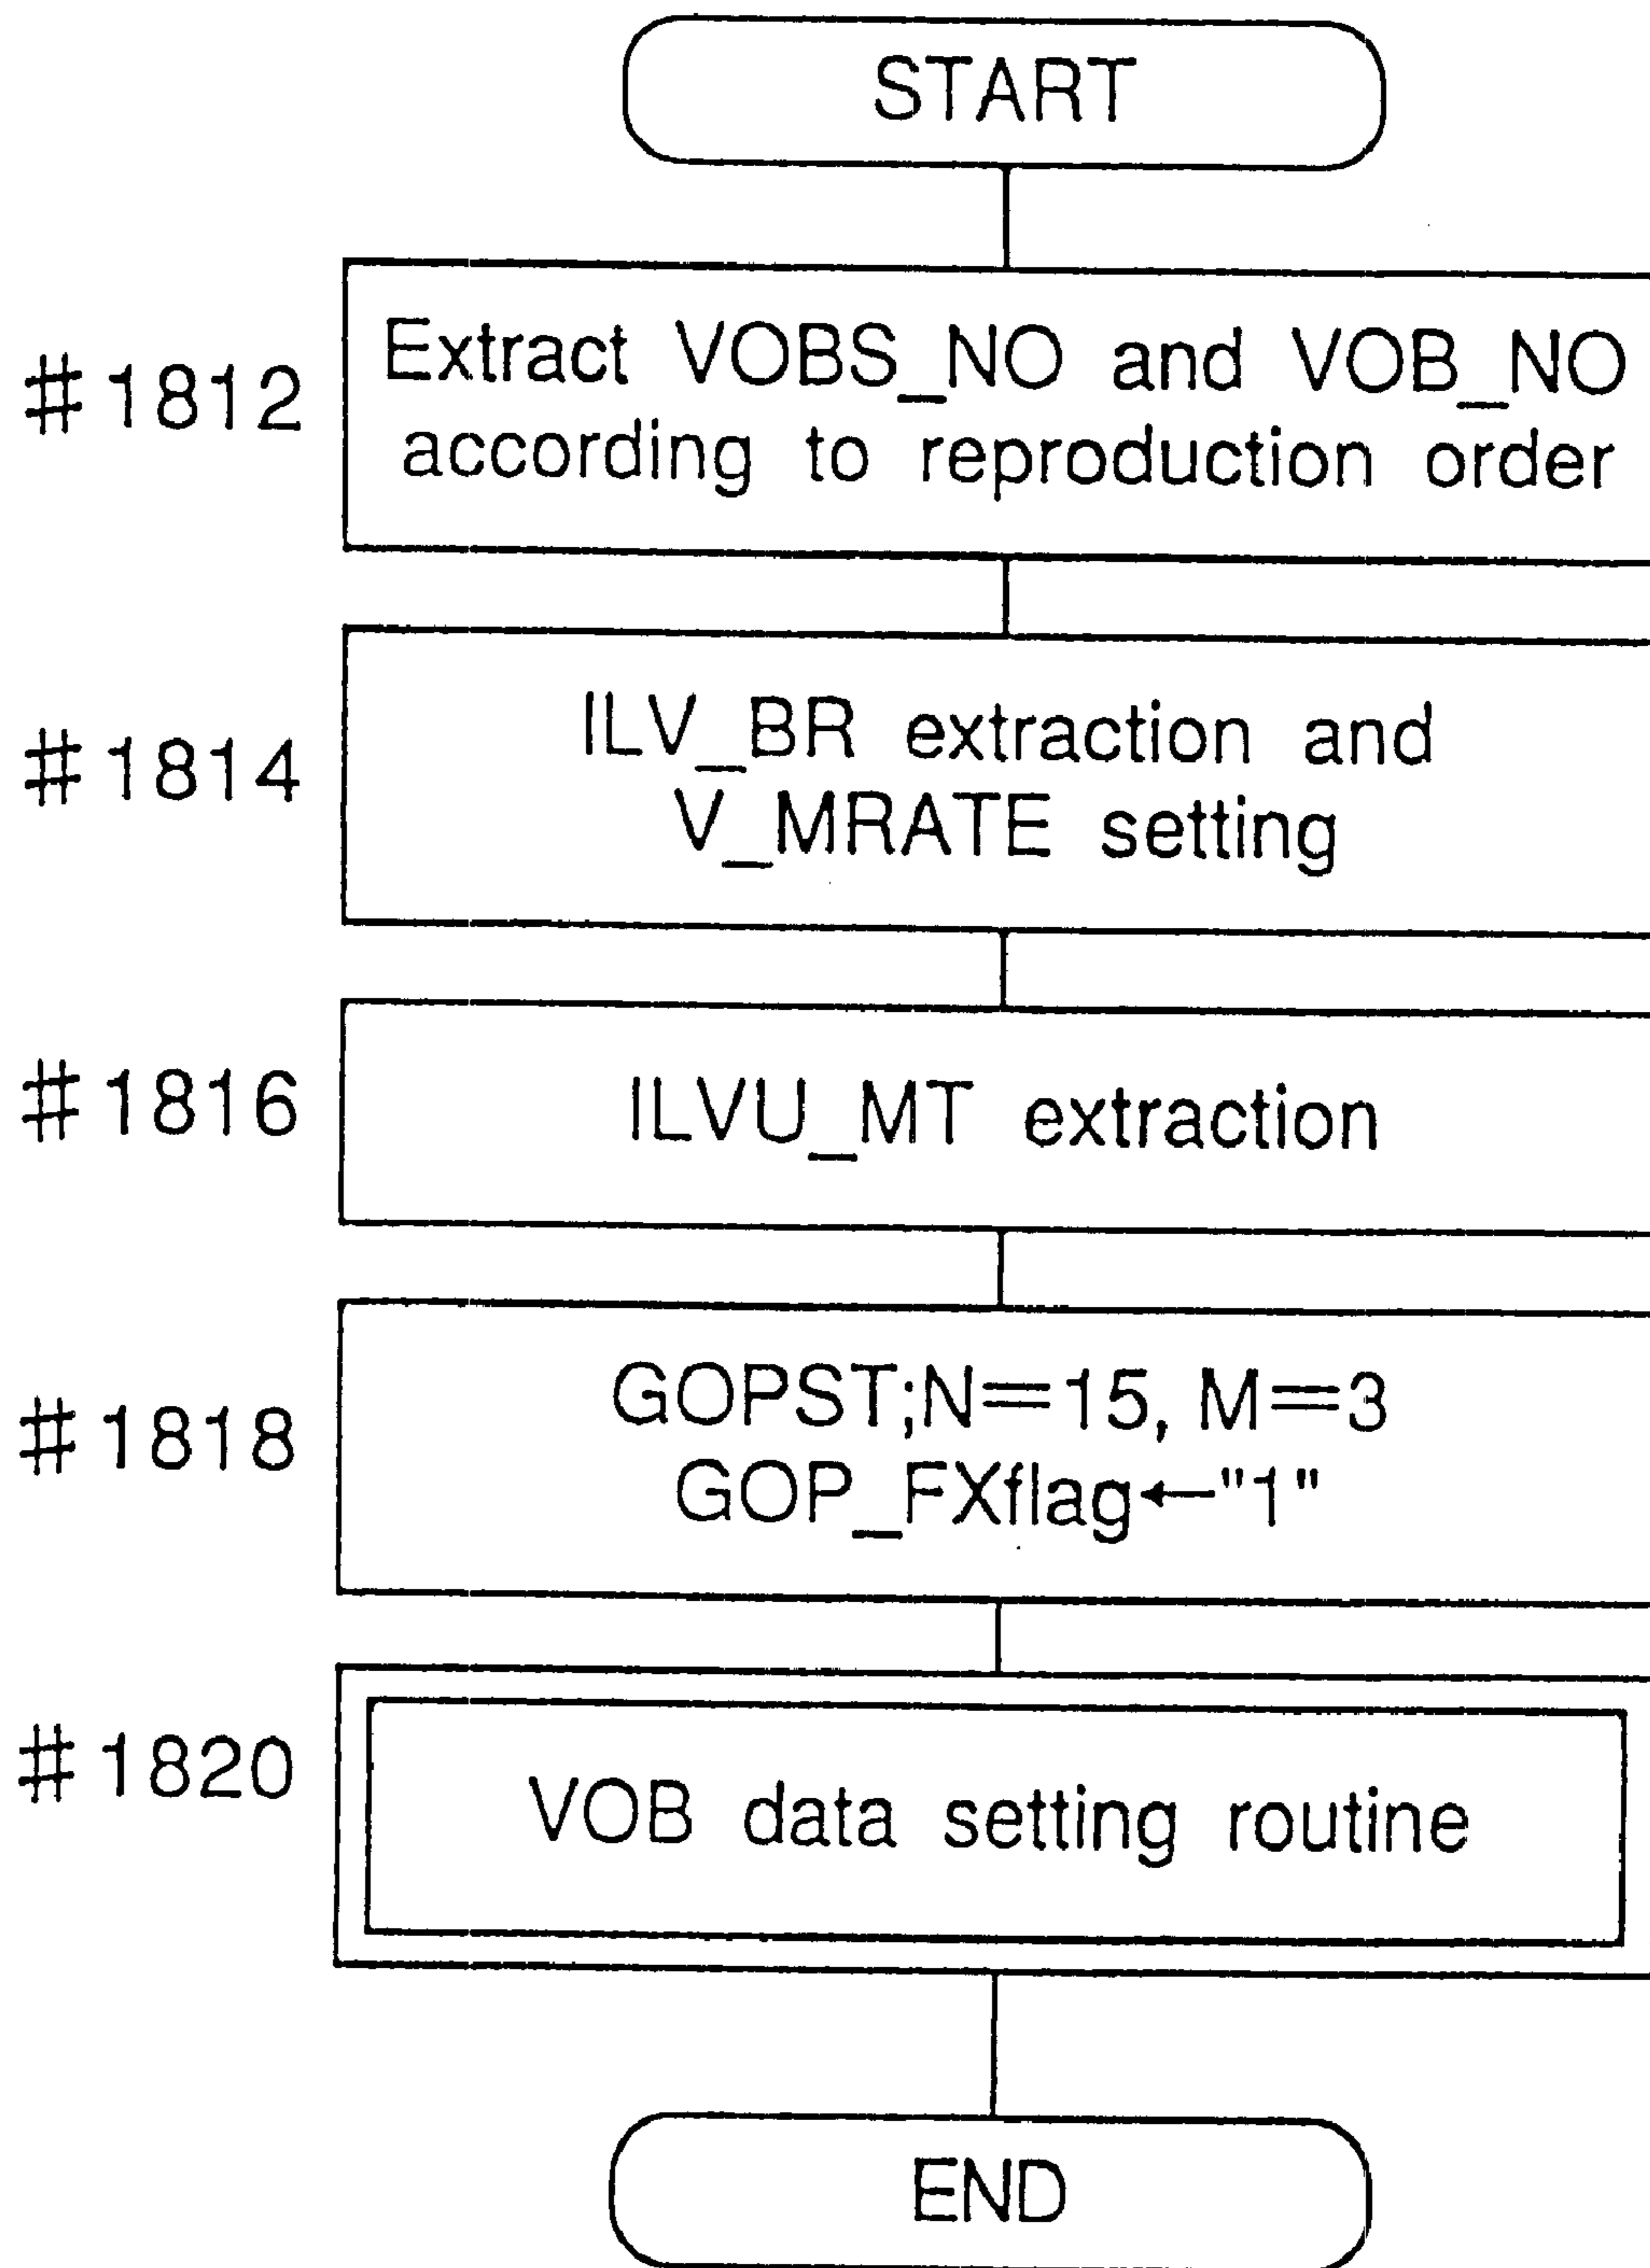 START
#1812
Extract VOBS_NO and VOB_NO
according to reproduction order
#1814
ILV_BR extraction and
V_MRATE setting
#1816
ILVU_MT extraction
#1818
GOPST;N=15, M=3
GOP_FXflag←"1"
#1820
VOB data setting routine
END